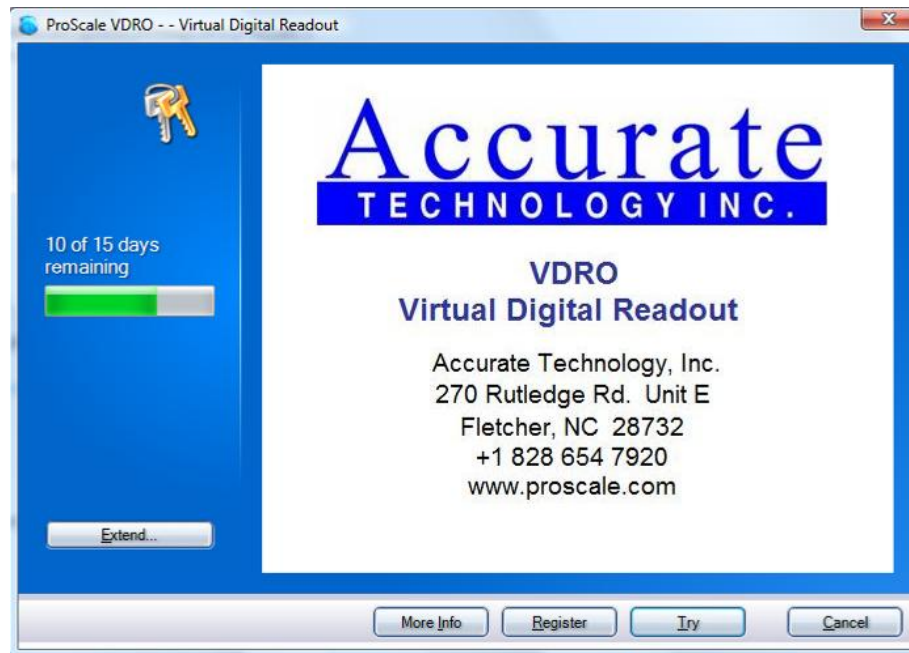 ProScale VDRO - - Virtual Digital Readout
Accurate
TECHNOLOGY INC.
10 of 15 days
remaining
VDRO
Virtual Digital Readout
Accurate Technology, Inc.
270 Rutledge Rd. Unit E
Fletcher, NC 28732
+1 828 654 7920
www.proscale.com
Extend...
More Info
Register
Try
Cancel